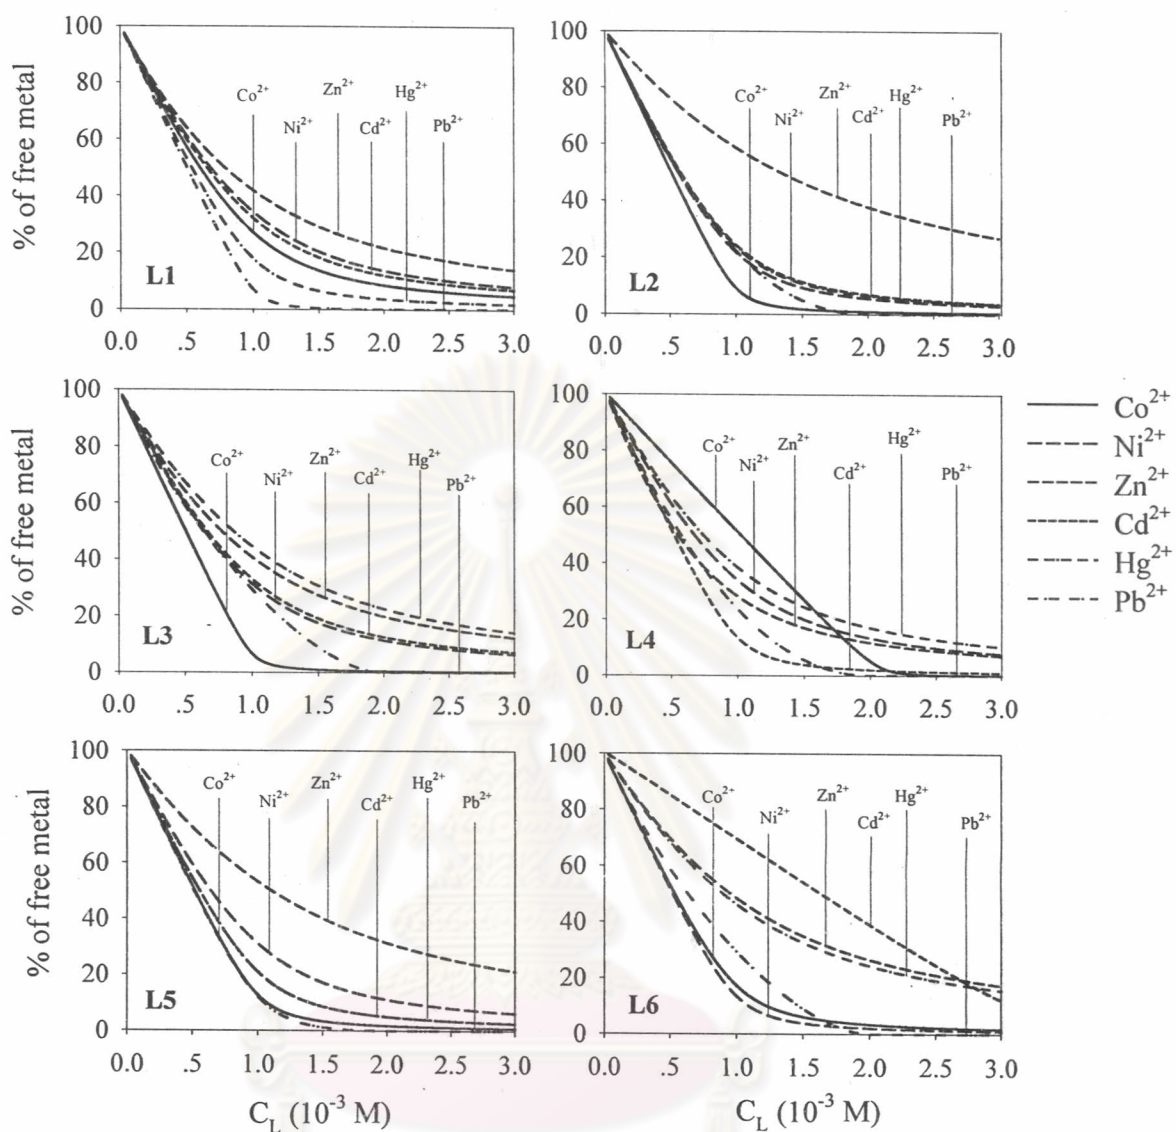 100
80
60
40
20
0
% of free metal
Co²⁺
Ni²⁺
Zn²⁺
Cd²⁺
Hg²⁺
Pb²⁺
L1
0.0 .5 1.0 1.5 2.0 2.5 3.0
100
80
60
40
20
0
Co²⁺
Ni²⁺
Zn²⁺
Cd²⁺
Hg²⁺
Pb²⁺
L2
0.0 .5 1.0 1.5 2.0 2.5 3.0
100
80
60
40
20
0
% of free metal
Co²⁺
Ni²⁺
Zn²⁺
Cd²⁺
Hg²⁺
Pb²⁺
L3
0.0 .5 1.0 1.5 2.0 2.5 3.0
100
80
60
40
20
0
Co²⁺
Ni²⁺
Zn²⁺
Cd²⁺
Hg²⁺
Pb²⁺
L4
0.0 .5 1.0 1.5 2.0 2.5 3.0
Co²⁺
Ni²⁺
Zn²⁺
Cd²⁺
Hg²⁺
Pb²⁺
100
80
60
40
20
0
% of free metal
Co²⁺
Ni²⁺
Zn²⁺
Cd²⁺
Hg²⁺
Pb²⁺
L5
0.0 .5 1.0 1.5 2.0 2.5 3.0
C_L (10⁻³ M)
100
80
60
40
20
0
Co²⁺
Ni²⁺
Zn²⁺
Cd²⁺
Hg²⁺
Pb²⁺
L6
0.0 .5 1.0 1.5 2.0 2.5 3.0
C_L (10⁻³ M)